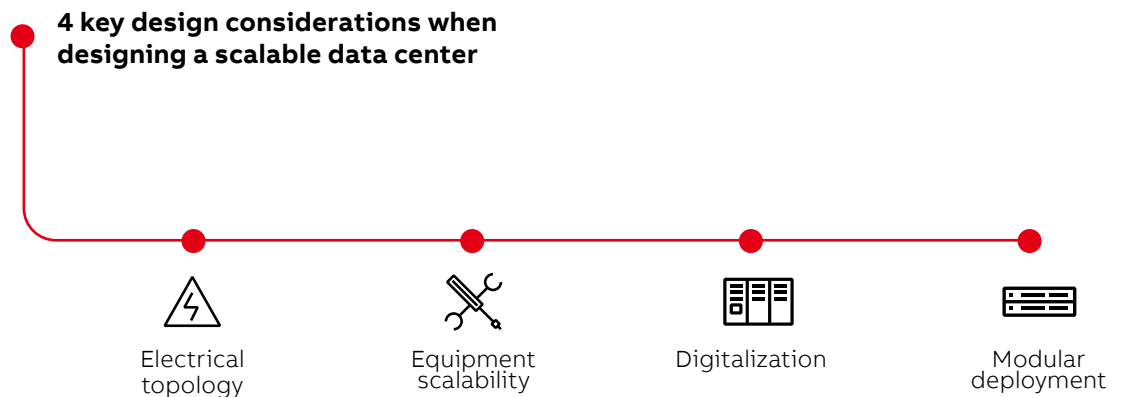 4 key design considerations when
designing a scalable data center
Electrical
topology
Equipment
scalability
Digitalization
Modular
deployment